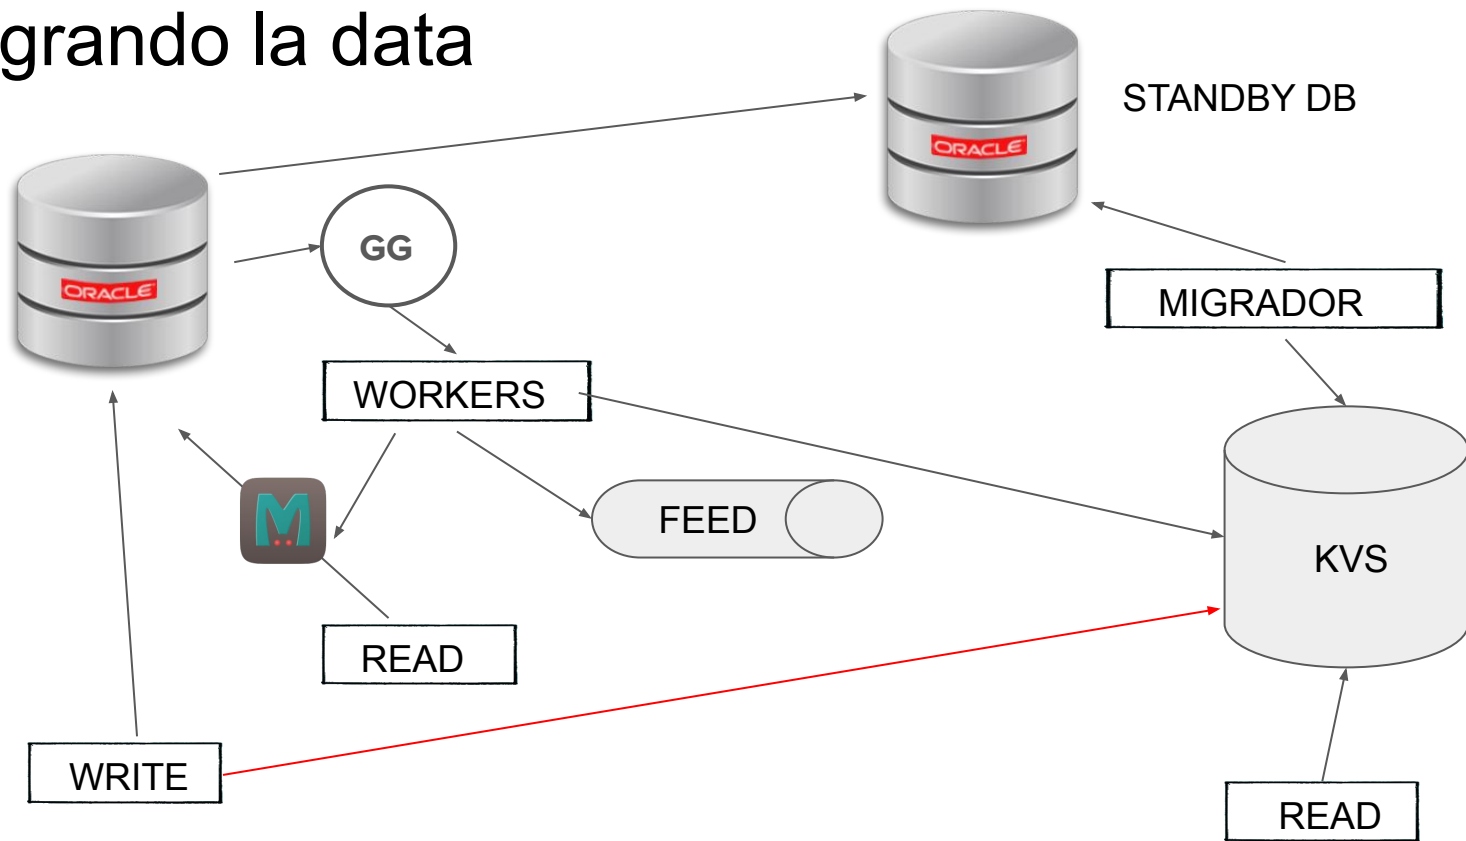 grando la data
STANDBY DB
ORACLE
GG
ORACLE
MIGRADOR
WORKERS
FEED
KVS
READ
WRITE
READ